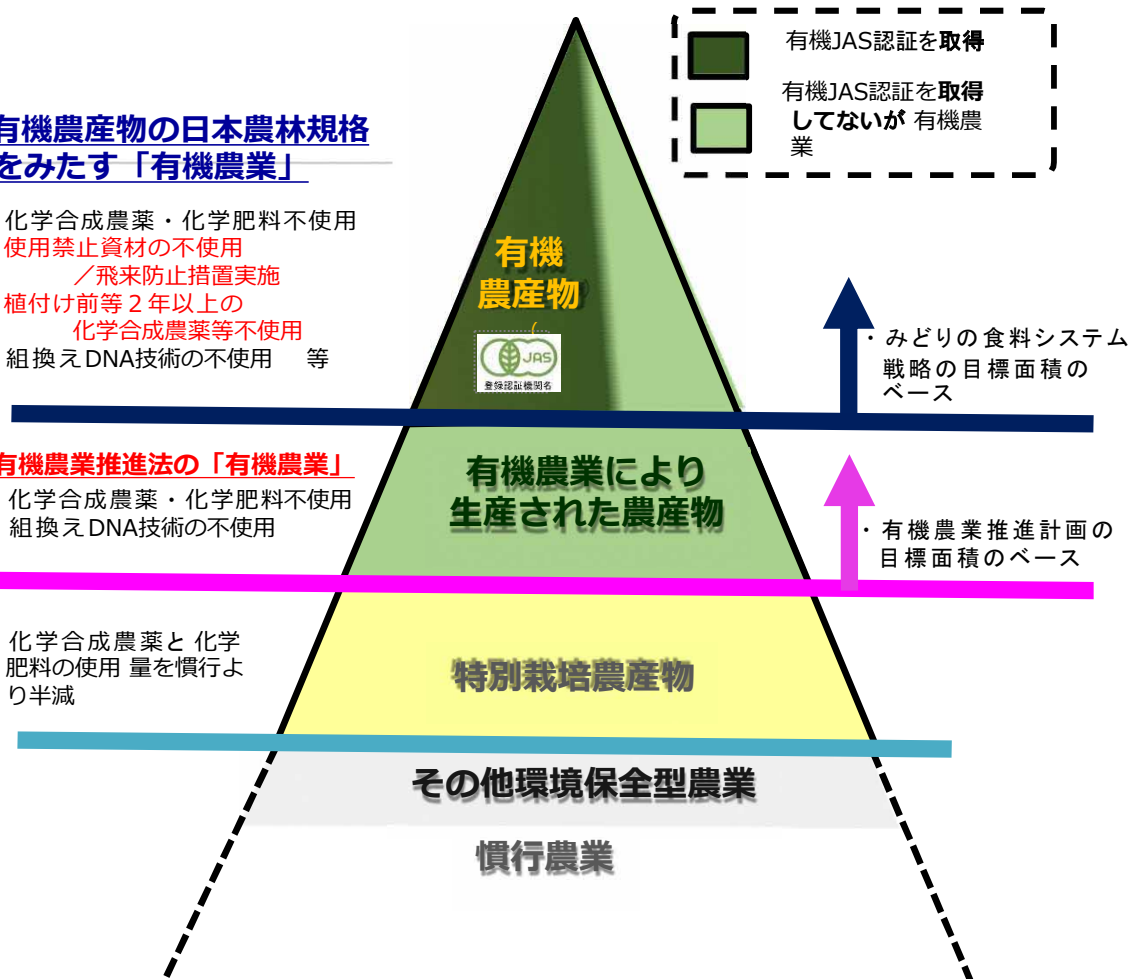 有機JAS認証を取得
有機JAS認証を取得
してないが 有機農
業
有機農産物の日本農林規格
をみたす「有機農業」
化学合成農薬・化学肥料不使用
使用禁止資材の不使用
／飛来防止措置実施
植付け前等２年以上の
化学合成農薬等不使用
組換えDNA技術の不使用 等
有機
農産物
JAS
登録認証機関名
・みどりの食料システム
戦略の目標面積の
ベース
有機農業推進法の「有機農業」
化学合成農薬・化学肥料不使用
組換えDNA技術の不使用
有機農業により
生産された農産物
・有機農業推進計画の
目標面積のベース
化学合成農薬と 化学
肥料の使用 量を慣行よ
り半減
特別栽培農産物
その他環境保全型農業
慣行農業